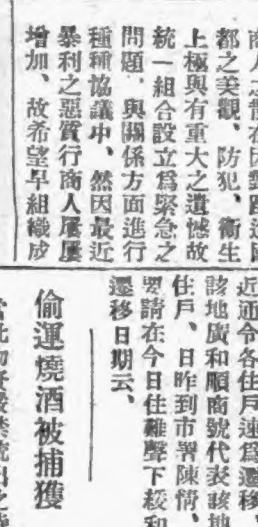 都之美觀、防犯、衞生
上極與有重大之遺憾故
統一組合設立爲緊急之
問題、與關係方面進行
種種協議中、然因最近
暴利之惡質行商人屢屢
增加、故希望早組織成
近通令各住戶速爲遷移、
該地廣和順商號代表該地
住戶、日昨到市署陳情、
要請在今日住難聲下緩和
遷移日期云、
偷運燒酒被捕獲